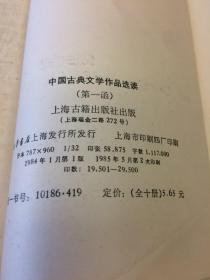 中国古典文学作品选读
(第一函)
上海古籍出版社出版
(上海瑞金二路272号)
书店上海发行所发行 上海市印刷四厂印刷
开本787×960 1/32 印张58.875 字数1,117,000
1984年1月第1版 1985年5月第2次印刷
印数:19,501—29,500
一书号:10186·419 定价:(全十册)5.65元